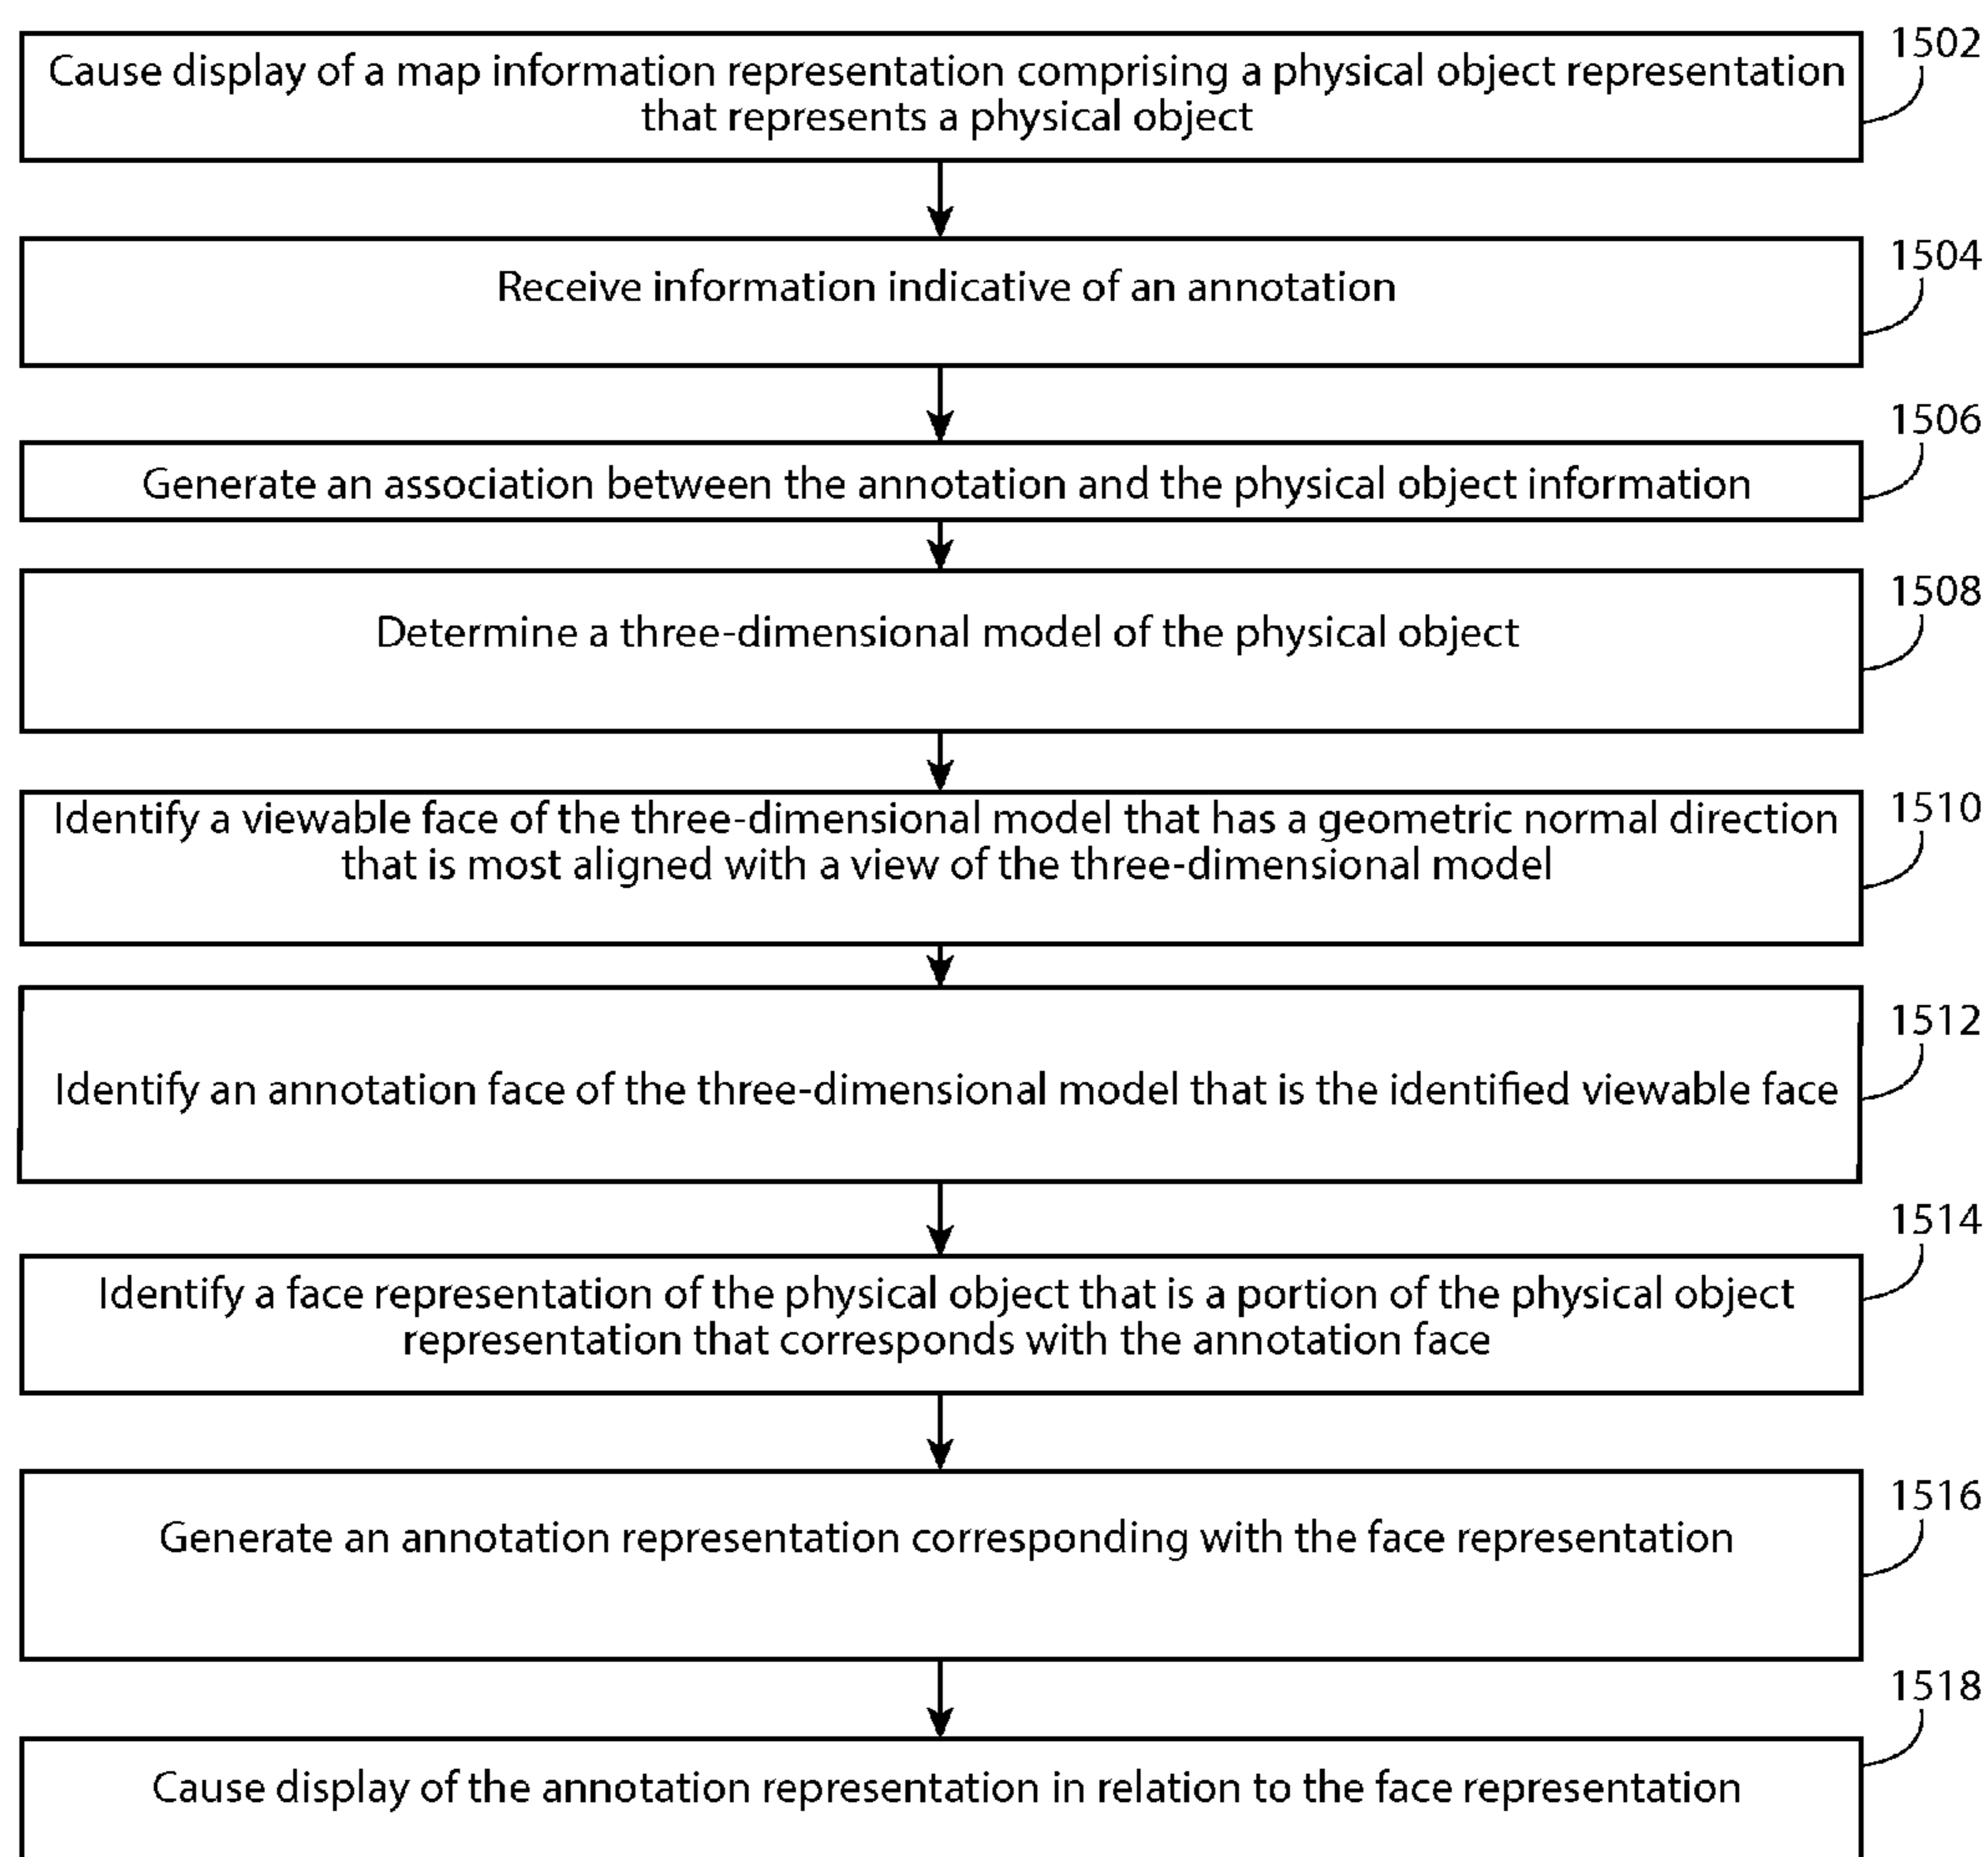 1502
Cause display of a map information representation comprising a physical object representation
that represents a physical object
1504
Receive information indicative of an annotation
1506
Generate an association between the annotation and the physical object information
1508
Determine a three-dimensional model of the physical object
1510
Identify a viewable face of the three-dimensional model that has a geometric normal direction
that is most aligned with a view of the three-dimensional model
1512
Identify an annotation face of the three-dimensional model that is the identified viewable face
1514
Identify a face representation of the physical object that is a portion of the physical object
representation that corresponds with the annotation face
1516
Generate an annotation representation corresponding with the face representation
1518
Cause display of the annotation representation in relation to the face representation